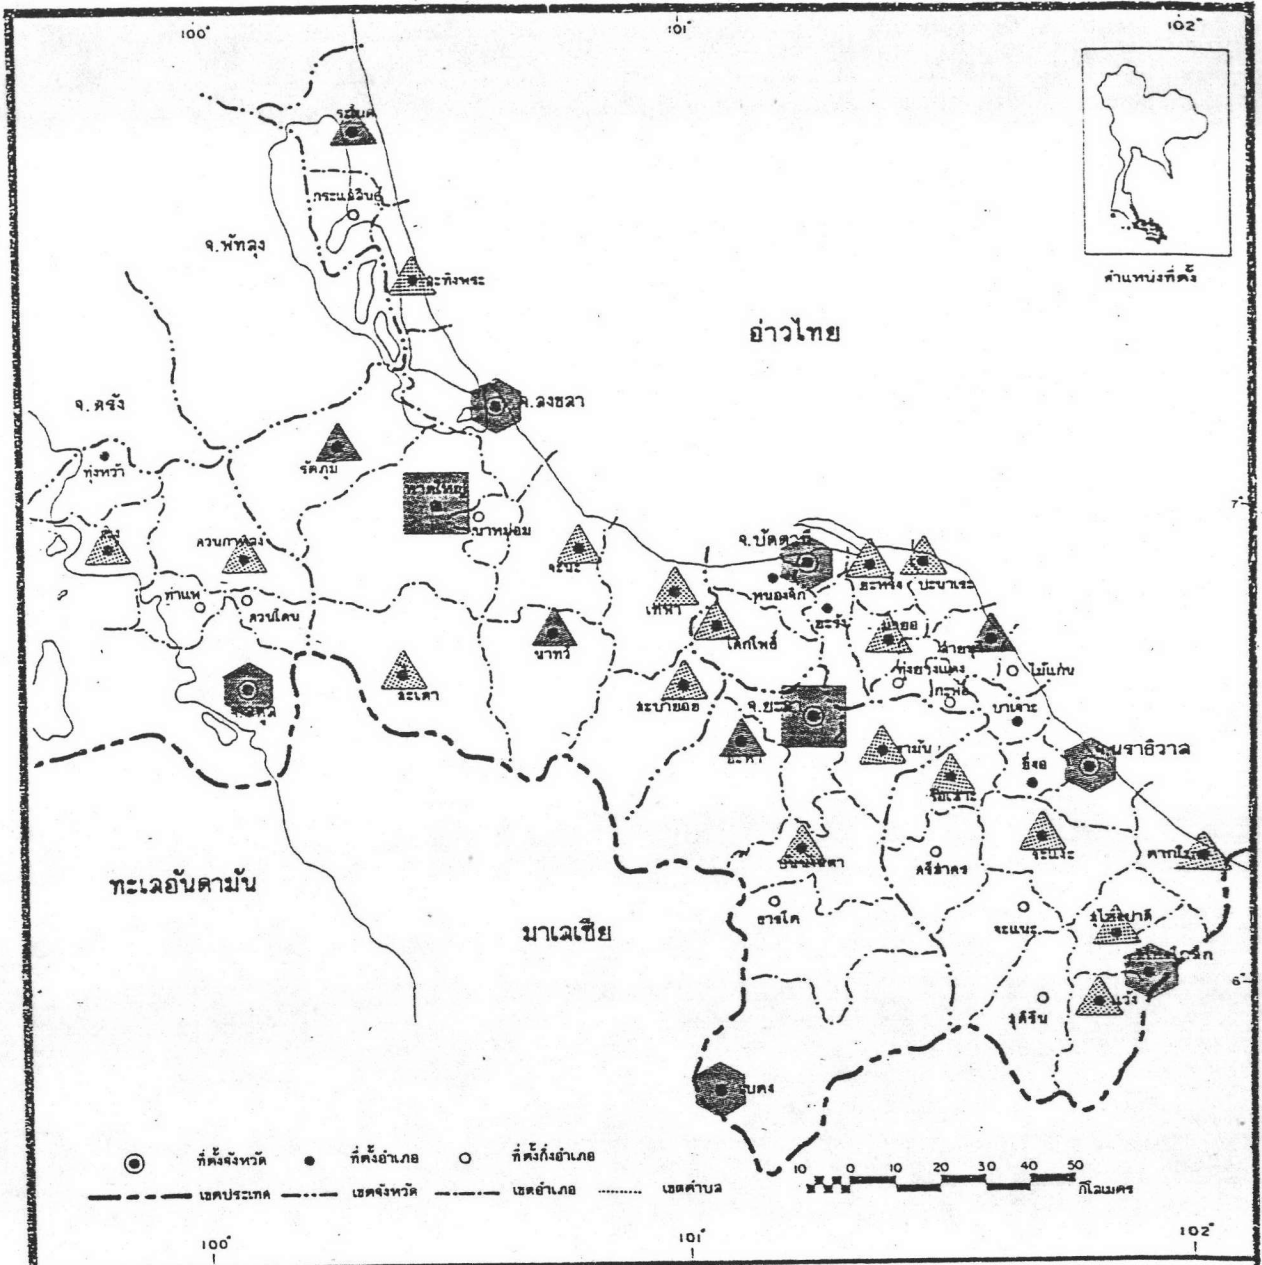 100°
101°
102°
ระโนด
กระแสสินธุ์
จ.พัทลุง
สะทิงพระ
ตำแหน่งที่ตั้ง
อ่าวไทย
จ.สงขลา
จ.ตรัง
ทุ่งหว้า
รัตภูมิ
หาดใหญ่
7°
นาหม่อม
ควนกาหลง
จะนะ
จ.ปัตตานี
ยะหริ่ง
ปะนาเระ
ท่าแพ
ควนโดน
เทพา
หนองจิก
ยะรัง
มายอ
โคกโพธิ์
นาทวี
สะเดา
สะบ้าย้อย
ทุ่งยางแดง
กะพ้อ
ไม้แก่น
จ.ยะลา
บาเจาะ
รามัน
ยี่งอ
จ.นราธิวาส
รือเสาะ
บันนังสตา
ศรีสาคร
ระแงะ
ตากใบ
ทะเลอันดามัน
มาเลเซีย
ธารโต
จะแนะ
สุไหงปาดี
6°
สุคิริน
แว้ง
เบตง
ที่ตั้งจังหวัด
ที่ตั้งอำเภอ
ที่ตั้งกิ่งอำเภอ
เขตประเทศ
เขตจังหวัด
เขตอำเภอ
เขตตำบล
10 0 10 20 30 40 50
กิโลเมตร
100°
101°
102°